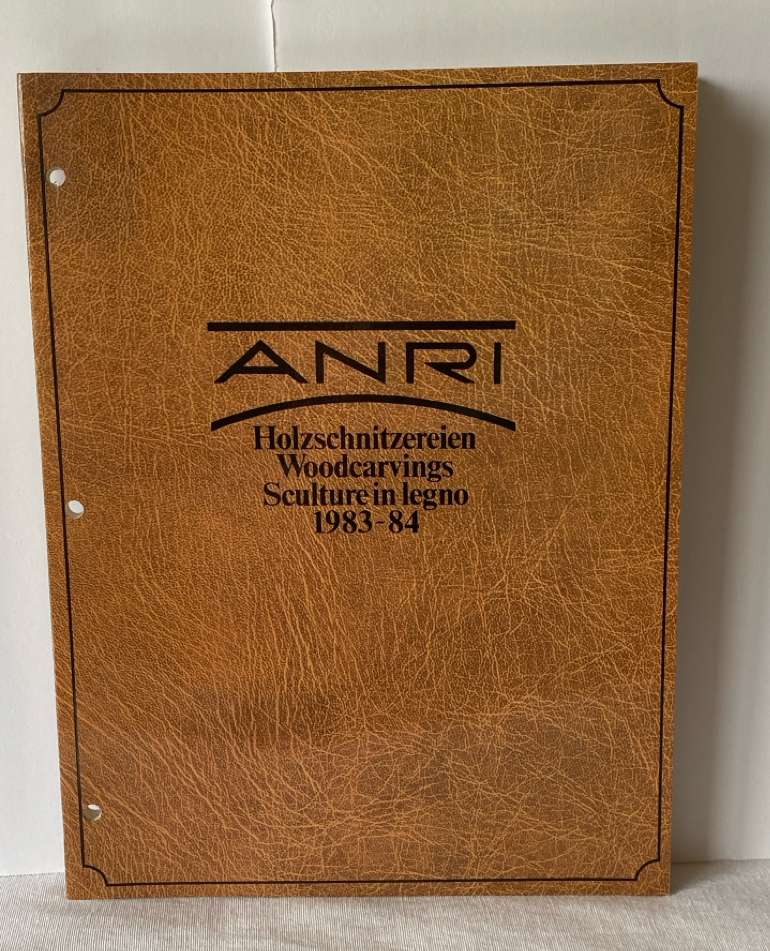 ANRI
Holzschnitzereien
Woodcarvings
Sculture in legno
1983-84